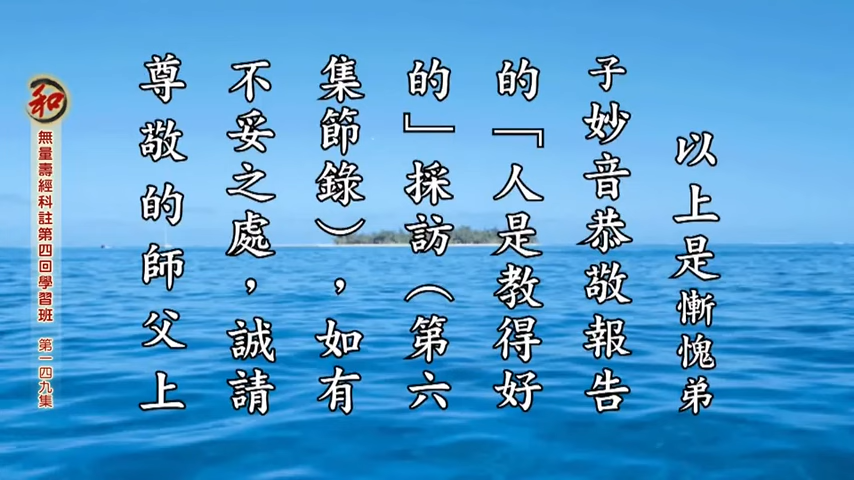 以上是慚愧弟
子妙音恭敬報告
的「人是教得好
的」採訪（第六
集節錄），如有
不妥之處，誠請
尊敬的師父上
和
無量壽經科註第四回學習班 第一四九集